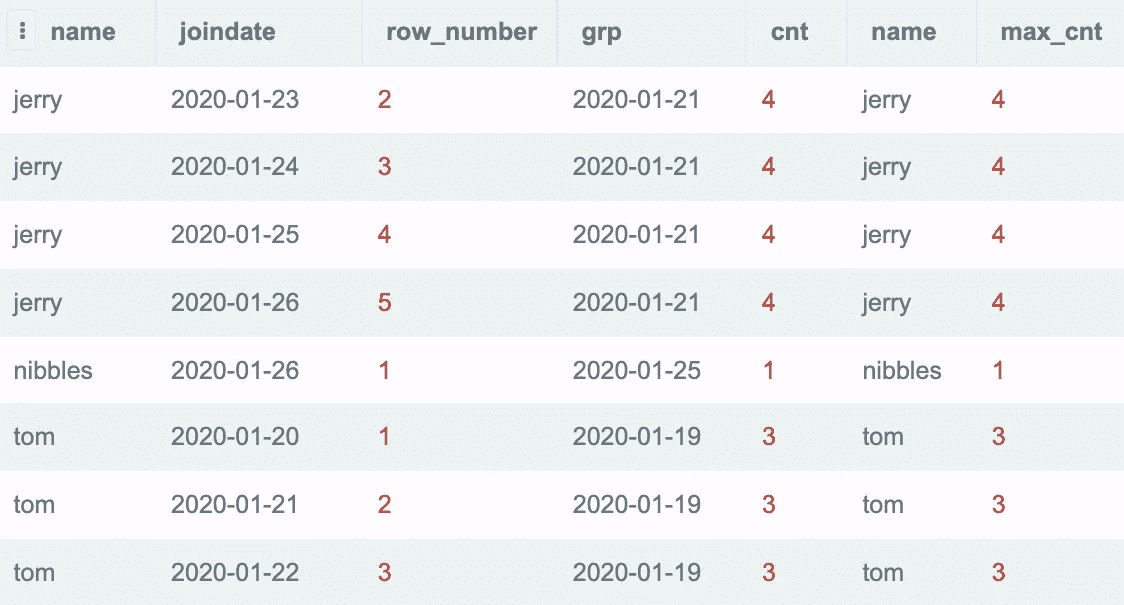 name joindate row_number grp cnt name max_cnt
jerry 2020-01-23 2 2020-01-21 4 jerry 4
jerry 2020-01-24 3 2020-01-21 4 jerry 4
jerry 2020-01-25 4 2020-01-21 4 jerry 4
jerry 2020-01-26 5 2020-01-21 4 jerry 4
nibbles 2020-01-26 1 2020-01-25 1 nibbles 1
tom 2020-01-20 1 2020-01-19 3 tom 3
tom 2020-01-21 2 2020-01-19 3 tom 3
tom 2020-01-22 3 2020-01-19 3 tom 3